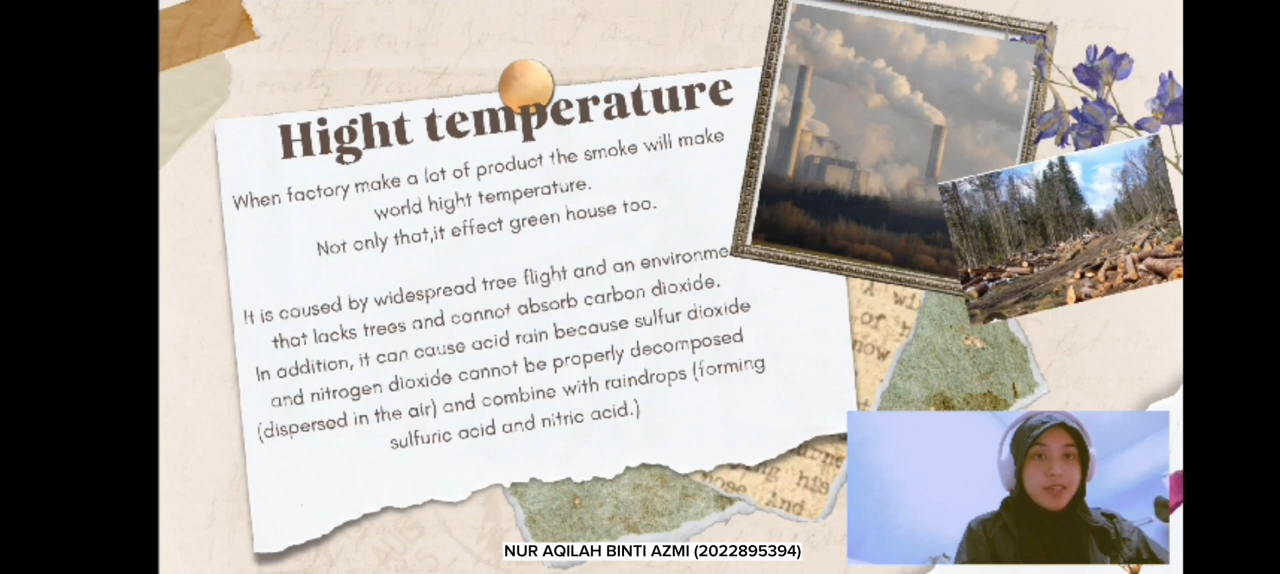 Hight temperature
When factory make a lot of product the smoke will make
world hight temperature.
Not only that,it effect green house too.
It is caused by widespread tree flight and an environme
that lacks trees and cannot absorb carbon dioxide.
In addition, it can cause acid rain because sulfur dioxide
and nitrogen dioxide cannot be properly decomposed
(dispersed in the air) and combine with raindrops (forming
sulfuric acid and nitric acid.)
NUR AQILAH BINTI AZMI (2022895394)